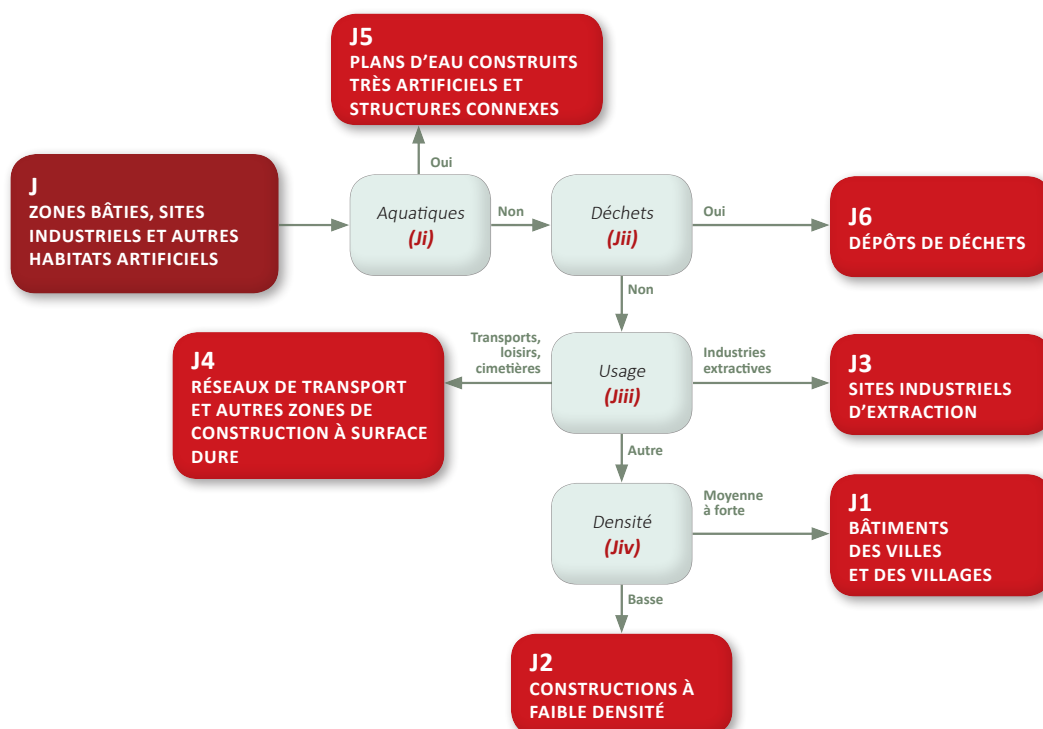 J5
PLANS D’EAU CONSTRUITS
TRÈS ARTIFICIELS ET
STRUCTURES CONNEXES
Oui
J
ZONES BÂTIES, SITES
INDUSTRIELS ET AUTRES
HABITATS ARTIFICIELS
Aquatiques
(Ji)
Non
Déchets
(Jii)
Oui
J6
DÉPÔTS DE DÉCHETS
Non
J4
RÉSEAUX DE TRANSPORT
ET AUTRES ZONES DE
CONSTRUCTION À SURFACE
DURE
Transports,
loisirs,
cimetières
Usage
(Jiii)
Industries
extractives
J3
SITES INDUSTRIELS
D’EXTRACTION
Autre
Densité
(Jiv)
Moyenne
à forte
J1
BÂTIMENTS
DES VILLES
ET DES VILLAGES
Basse
J2
CONSTRUCTIONS À
FAIBLE DENSITÉ